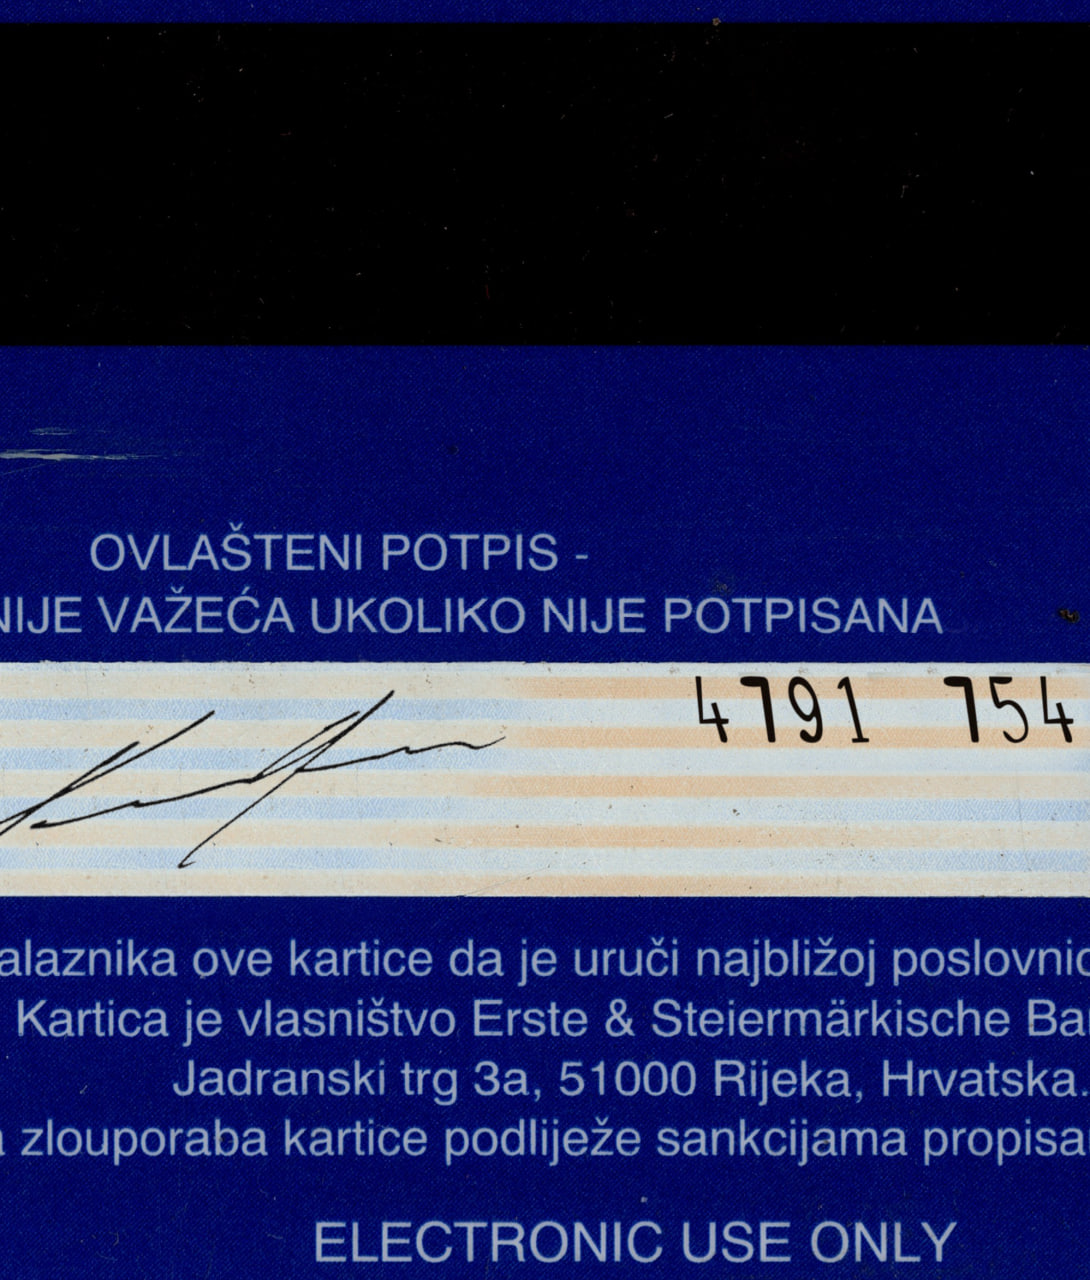 OVLAŠTENI POTPIS -
NIJE VAŽEĆA UKOLIKO NIJE POTPISANA
4791 754
alaznika ove kartice da je uruči najbližoj poslovnic
Kartica je vlasništvo Erste & Steiermärkische Ba
Jadranski trg 3a, 51000 Rijeka, Hrvatska.
a zlouporaba kartice podliježe sankcijama propisa
ELECTRONIC USE ONLY